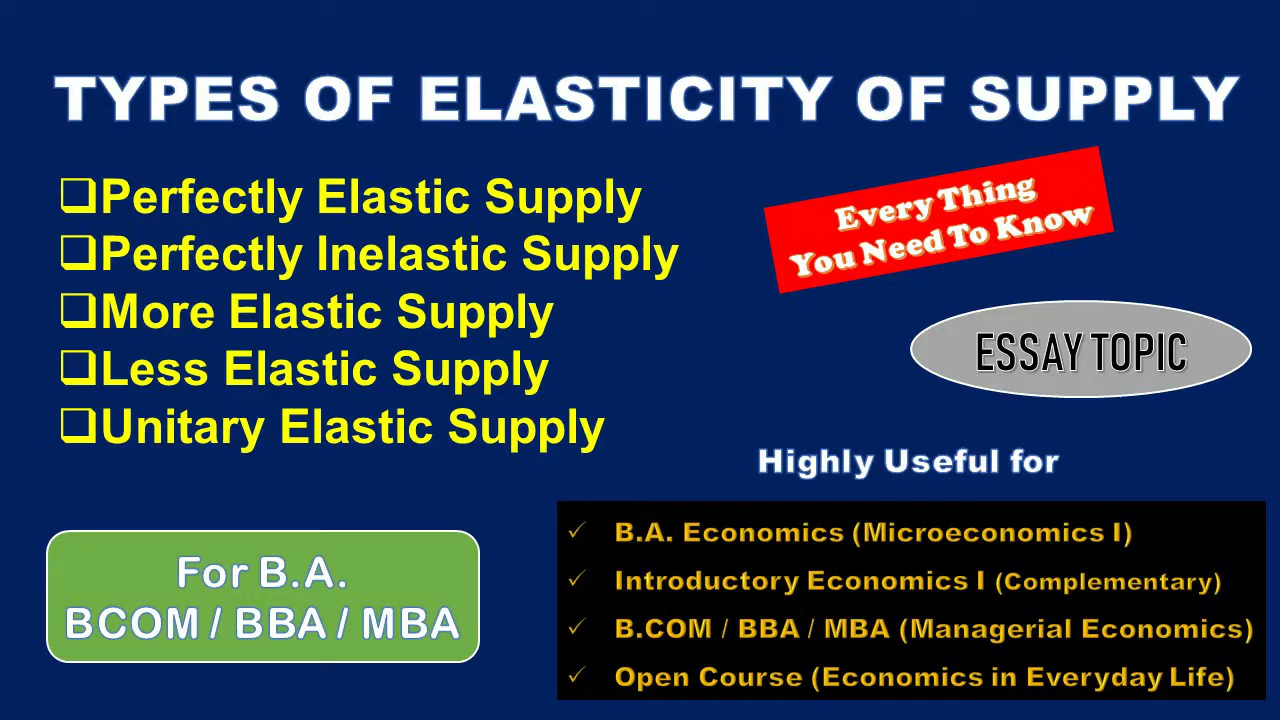 TYPES OF ELASTICITY OF SUPPLY
❑Perfectly Elastic Supply
❑Perfectly Inelastic Supply
❑More Elastic Supply
❑Less Elastic Supply
❑Unitary Elastic Supply
Every Thing
You Need To Know
ESSAY TOPIC
Highly Useful for
✓ B.A. Economics (Microeconomics I)
✓ Introductory Economics I (Complementary)
✓ B.COM / BBA / MBA (Managerial Economics)
✓ Open Course (Economics in Everyday Life)
For B.A.
BCOM / BBA / MBA